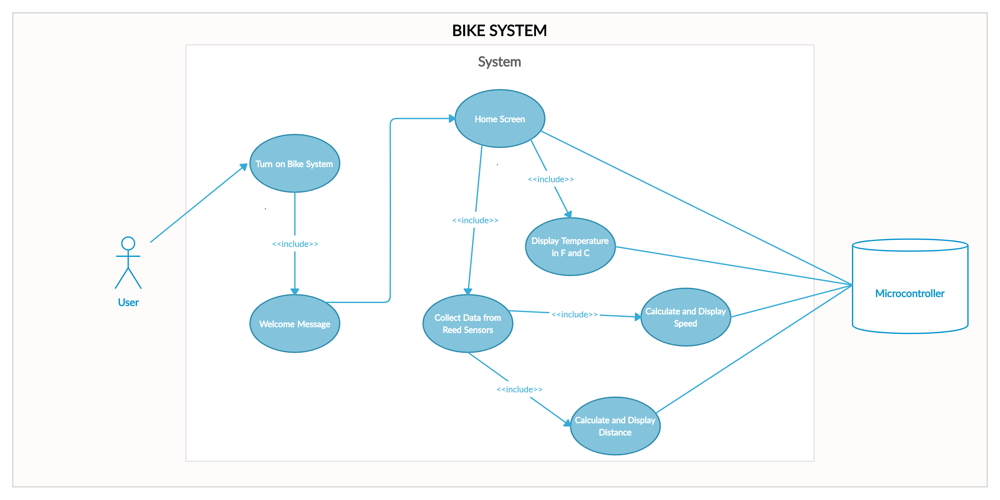 BIKE SYSTEM
System
Home Screen
Turn on Bike System
<<include>>
<<include>>
<<include>>
Display Temperature
in F and C
User
Welcome Message
Collect Data from
Reed Sensors
<<include>>
Calculate and Display
Speed
Microcontroller
<<include>>
Calculate and Display
Distance